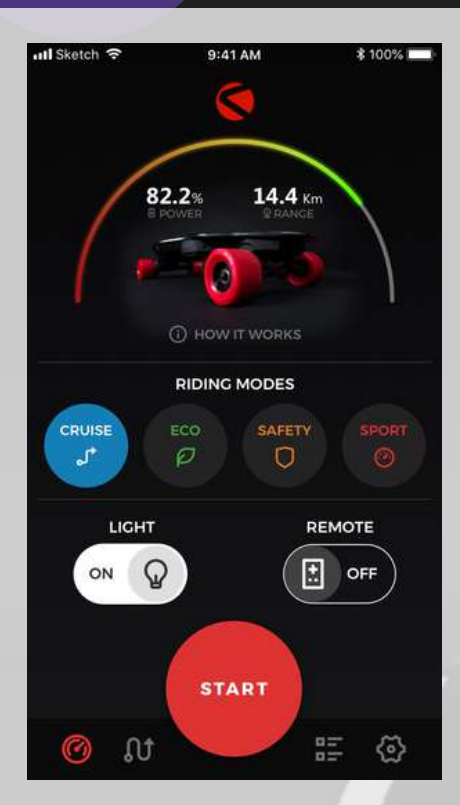 Sketch 9:41 AM 100%
82.2% 14.4 Km
POWER RANGE
HOW IT WORKS
RIDING MODES
CRUISE ECO SAFETY SPORT
LIGHT REMOTE
ON OFF
START